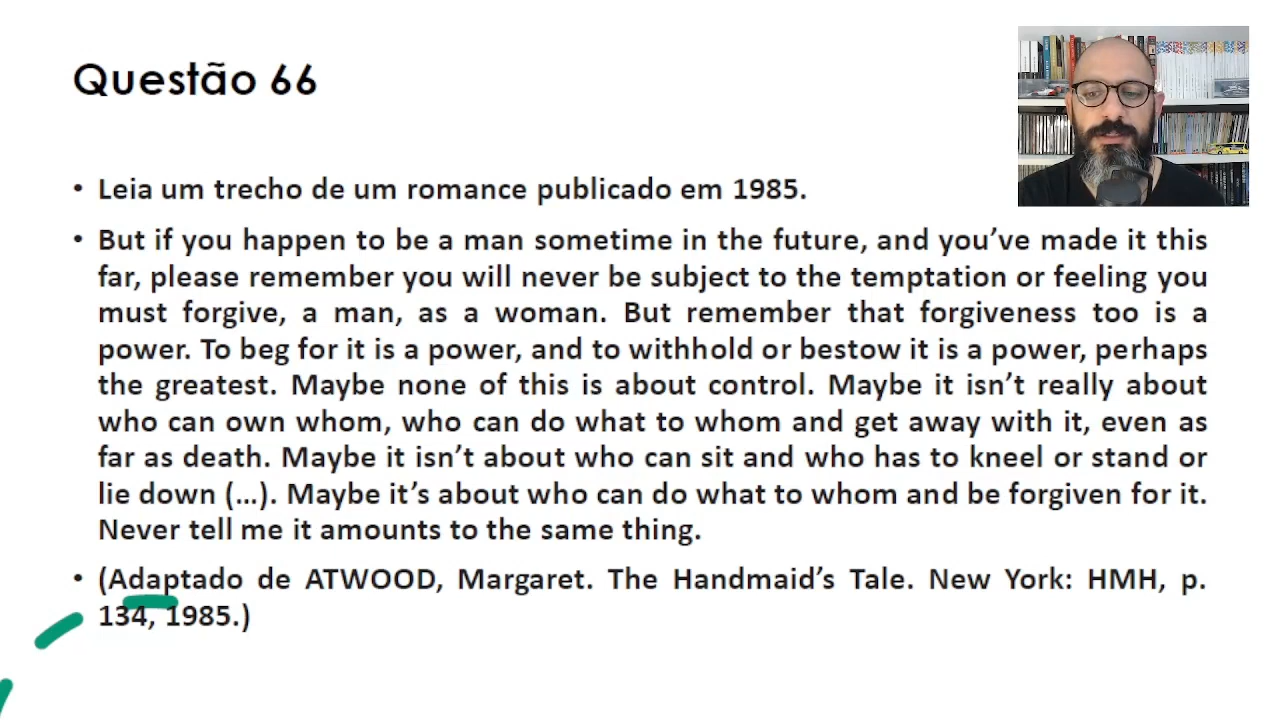 Questão 66
• Leia um trecho de um romance publicado em 1985.
• But if you happen to be a man sometime in the future, and you’ve made it this
far, please remember you will never be subject to the temptation or feeling you
must forgive, a man, as a woman. But remember that forgiveness too is a
power. To beg for it is a power, and to withhold or bestow it is a power, perhaps
the greatest. Maybe none of this is about control. Maybe it isn’t really about
who can own whom, who can do what to whom and get away with it, even as
far as death. Maybe it isn’t about who can sit and who has to kneel or stand or
lie down (…). Maybe it’s about who can do what to whom and be forgiven for it.
Never tell me it amounts to the same thing.
• (Adaptado de ATWOOD, Margaret. The Handmaid’s Tale. New York: HMH, p.
134, 1985.)